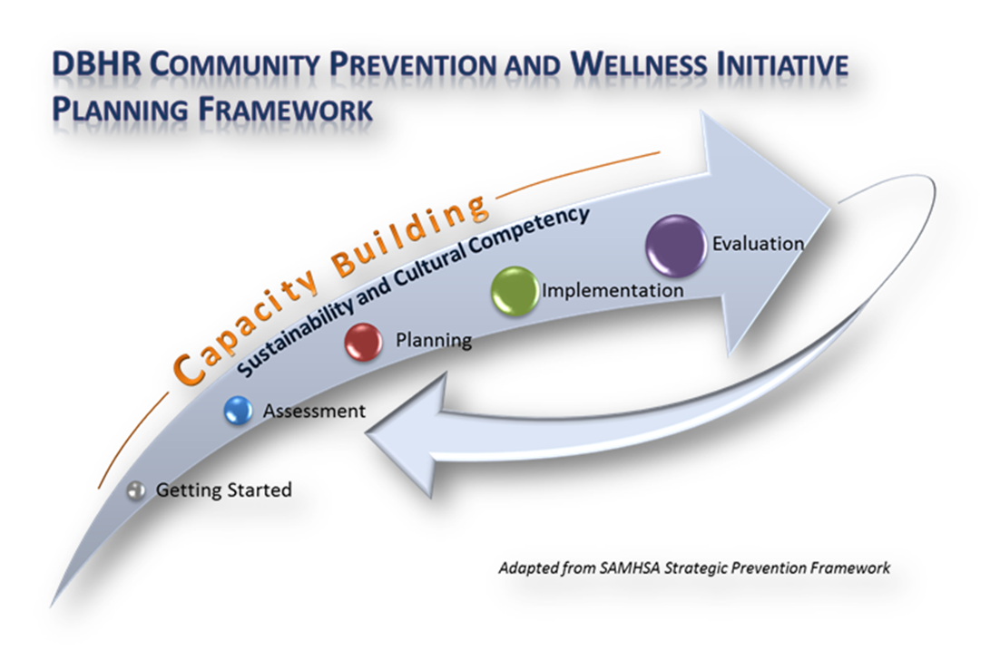 DBHR COMMUNITY PREVENTION AND WELLNESS INITIATIVE
PLANNING FRAMEWORK
Capacity Building
Sustainability and Cultural Competency
Evaluation
Implementation
Planning
Assessment
Getting Started
Adapted from SAMHSA Strategic Prevention Framework